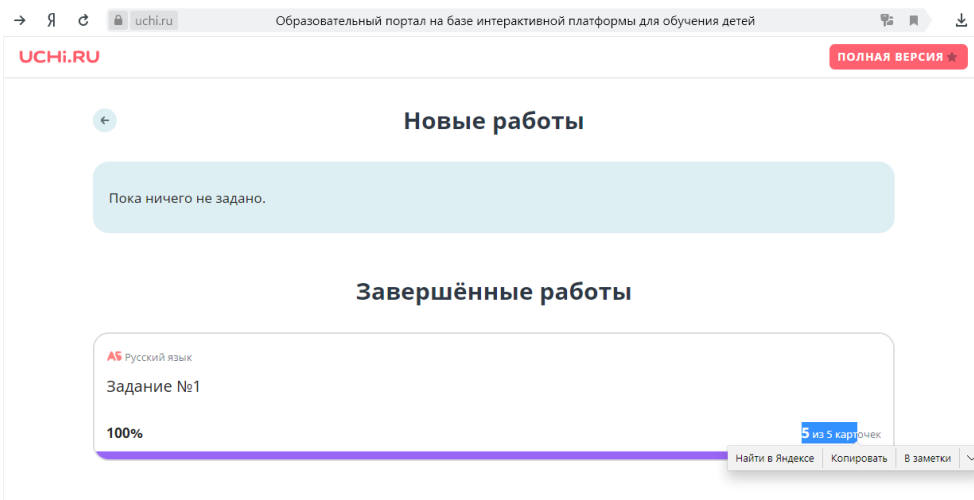 Я uchi.ru Образовательный портал на базе интерактивной платформы для обучения детей
UCHi.RU ПОЛНАЯ ВЕРСИЯ
Новые работы
Пока ничего не задано.
Завершённые работы
АБ Русский язык
Задание №1
100% 5 из 5 карточек
Найти в Яндексе Копировать В заметки